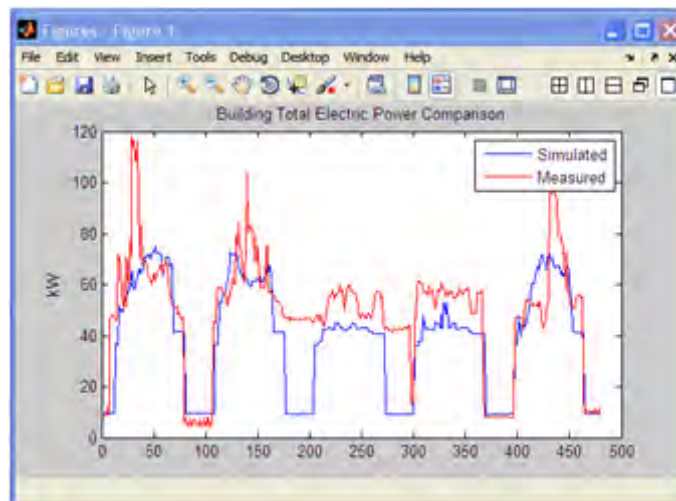 Figures - Figure 1
File Edit View Insert Tools Debug Desktop Window Help
Building Total Electric Power Comparison
Simulated
Measured
kW
120
100
80
60
40
20
0
0 50 100 150 200 250 300 350 400 450 500